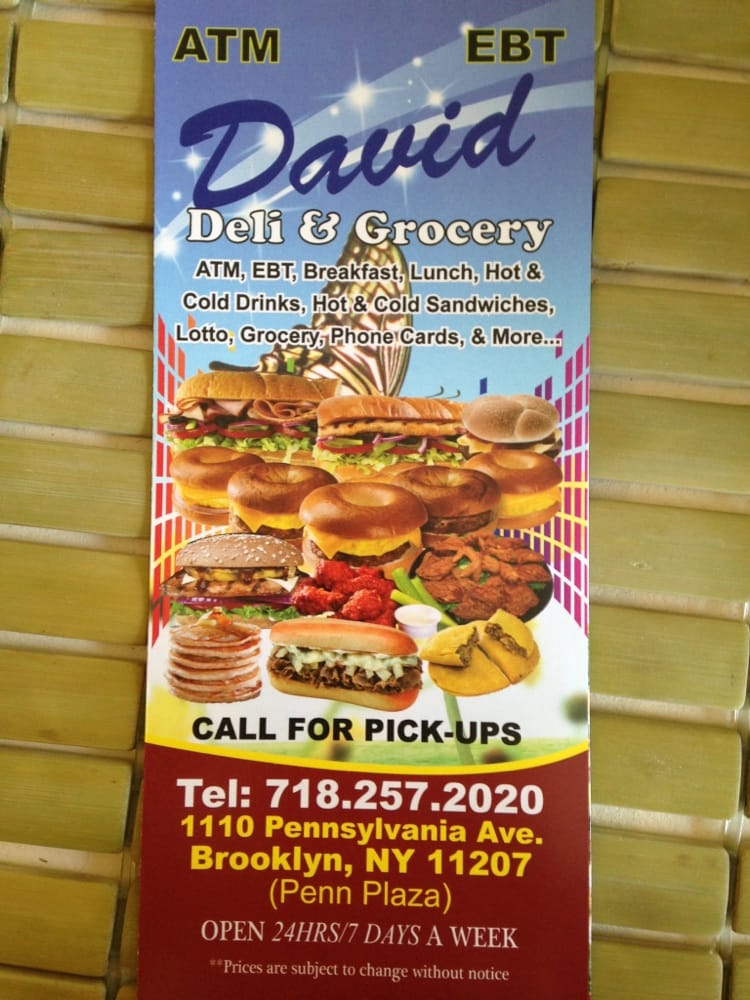 ATM EBT
David
Deli & Grocery
ATM, EBT, Breakfast, Lunch, Hot &
Cold Drinks, Hot & Cold Sandwiches,
Lotto, Grocery, Phone Cards, & More...
CALL FOR PICK-UPS
Tel: 718.257.2020
1110 Pennsylvania Ave.
Brooklyn, NY 11207
(Penn Plaza)
OPEN 24HRS/7 DAYS A WEEK
**Prices are subject to change without notice